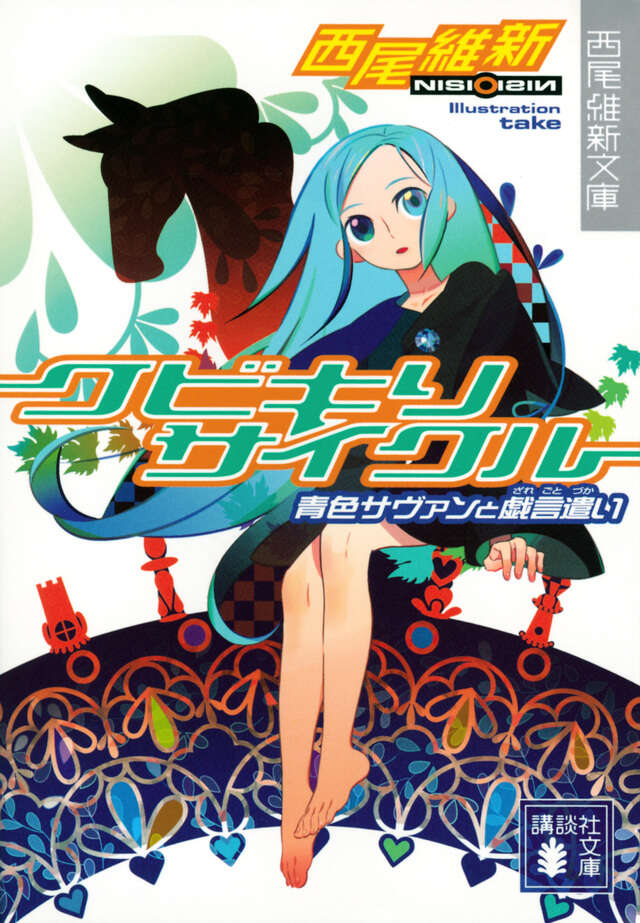 西尾維新
NISIOISIN
Illustration
take
西尾維新文庫
クビキリ
サイクル
青色サヴァンと戯言遣い
ざれ ごと づか
講談社
文庫